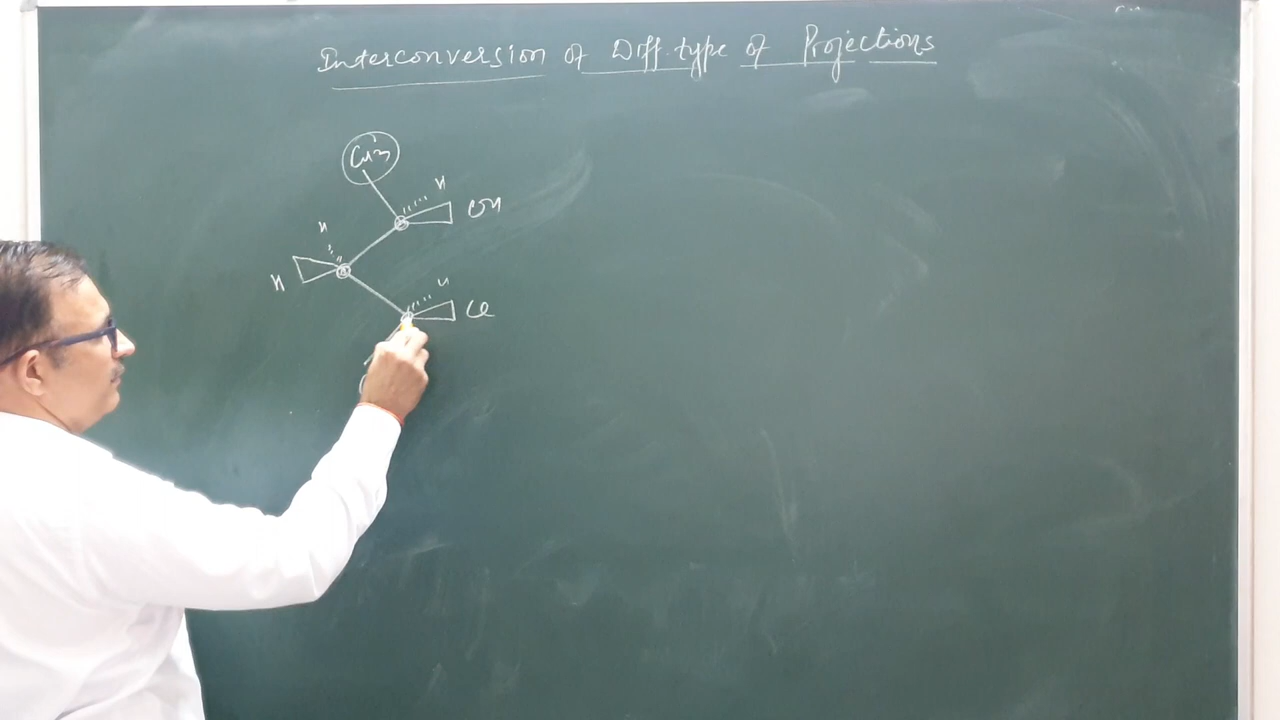 Interconversion of Diff. type of Projections
CH3
H
OH
H
H
H
Cl